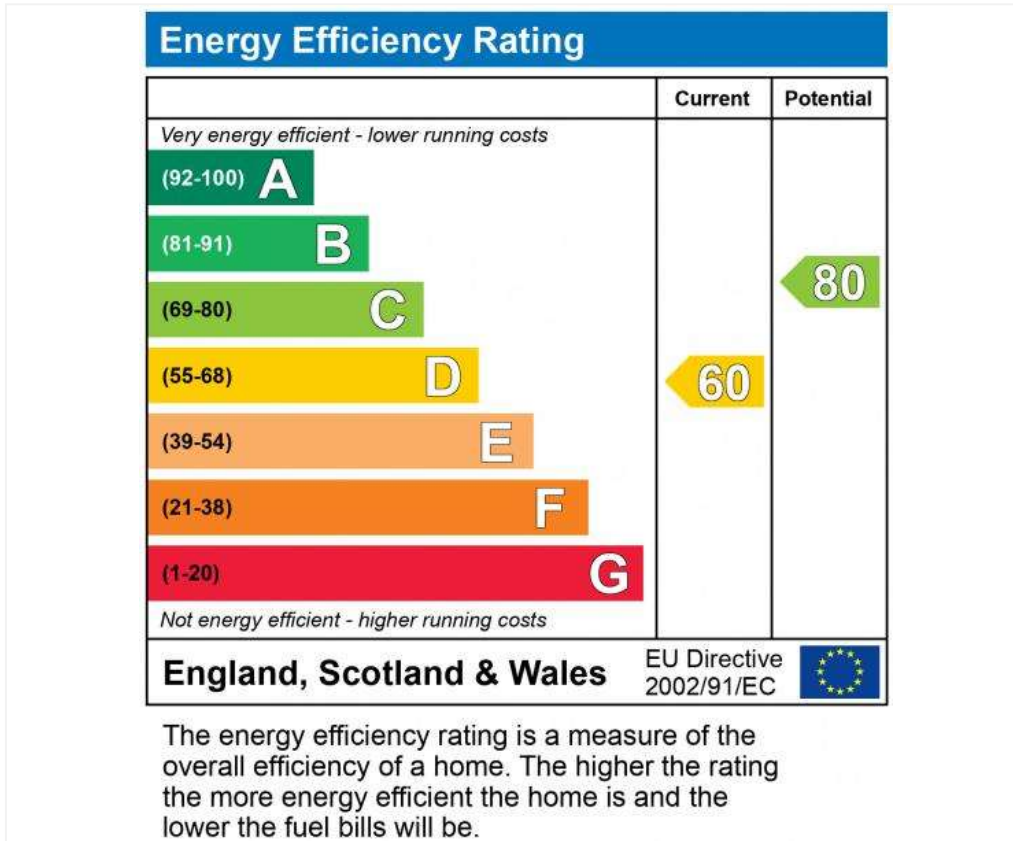 Energy Efficiency Rating
Current Potential
Very energy efficient - lower running costs
(92-100) A
(81-91) B
(69-80) C
80
(55-68) D
60
(39-54) E
(21-38) F
(1-20) G
Not energy efficient - higher running costs
England, Scotland & Wales
EU Directive
2002/91/EC
The energy efficiency rating is a measure of the
overall efficiency of a home. The higher the rating
the more energy efficient the home is and the
lower the fuel bills will be.